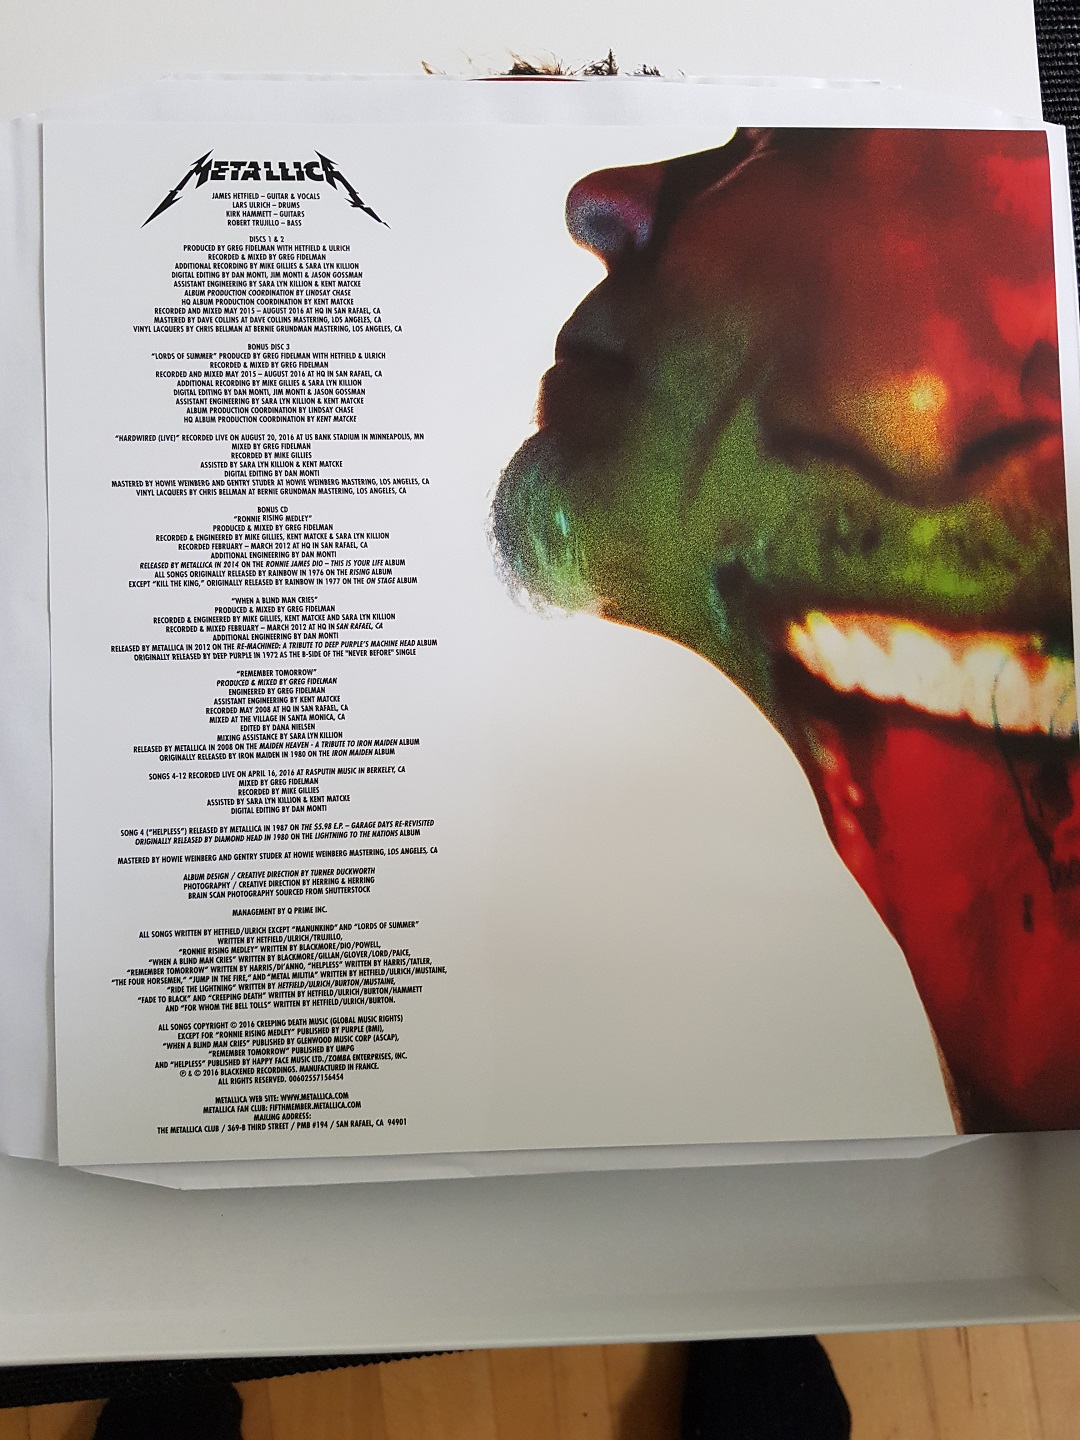 METALLICA
JAMES HETFIELD – GUITAR & VOCALS
LARS ULRICH – DRUMS
KIRK HAMMETT – GUITARS
ROBERT TRUJILLO – BASS
DISCS 1 & 2
PRODUCED BY GREG FIDELMAN WITH HETFIELD & ULRICH
RECORDED & MIXED BY GREG FIDELMAN
ADDITIONAL RECORDING BY MIKE GILLIES & SARA LYN KILLION
DIGITAL EDITING BY DAN MONTI, JIM MONTI & JASON GOSSMAN
ASSISTANT ENGINEERING BY SARA LYN KILLION & KENT MATCKE
ALBUM PRODUCTION COORDINATION BY LINDSAY CHASE
HQ ALBUM PRODUCTION COORDINATION BY KENT MATCKE
RECORDED AND MIXED MAY 2015 – AUGUST 2016 AT HQ IN SAN RAFAEL, CA
MASTERED BY DAVE COLLINS AT DAVE COLLINS MASTERING, LOS ANGELES, CA
VINYL LACQUERS BY CHRIS BELLMAN AT BERNIE GRUNDMAN MASTERING, LOS ANGELES, CA
BONUS DISC 3
"LORDS OF SUMMER" PRODUCED BY GREG FIDELMAN WITH HETFIELD & ULRICH
RECORDED & MIXED BY GREG FIDELMAN
RECORDED AND MIXED MAY 2015 – AUGUST 2016 AT HQ IN SAN RAFAEL, CA
ADDITIONAL RECORDING BY MIKE GILLIES & SARA LYN KILLION
DIGITAL EDITING BY DAN MONTI, JIM MONTI & JASON GOSSMAN
ASSISTANT ENGINEERING BY SARA LYN KILLION & KENT MATCKE
ALBUM PRODUCTION COORDINATION BY LINDSAY CHASE
HQ ALBUM PRODUCTION COORDINATION BY KENT MATCKE
"HARDWIRED (LIVE)" RECORDED LIVE ON AUGUST 20, 2016 AT US BANK STADIUM IN MINNEAPOLIS, MN
MIXED BY GREG FIDELMAN
RECORDED BY MIKE GILLIES
ASSISTED BY SARA LYN KILLION & KENT MATCKE
DIGITAL EDITING BY DAN MONTI
MASTERED BY HOWIE WEINBERG AND GENTRY STUDER AT HOWIE WEINBERG MASTERING, LOS ANGELES, CA
VINYL LACQUERS BY CHRIS BELLMAN AT BERNIE GRUNDMAN MASTERING, LOS ANGELES, CA
BONUS CD
"RONNIE RISING MEDLEY"
PRODUCED & MIXED BY GREG FIDELMAN
RECORDED & ENGINEERED BY MIKE GILLIES, KENT MATCKE & SARA LYN KILLION
RECORDED FEBRUARY – MARCH 2012 AT HQ IN SAN RAFAEL, CA
ADDITIONAL ENGINEERING BY DAN MONTI
RELEASED BY METALLICA IN 2014 ON THE RONNIE JAMES DIO – THIS IS YOUR LIFE ALBUM
ALL SONGS ORIGINALLY RELEASED BY RAINBOW IN 1976 ON THE RISING ALBUM
EXCEPT "KILL THE KING," ORIGINALLY RELEASED BY RAINBOW IN 1977 ON THE ON STAGE ALBUM
"WHEN A BLIND MAN CRIES"
PRODUCED & MIXED BY GREG FIDELMAN
RECORDED & ENGINEERED BY MIKE GILLIES, KENT MATCKE AND SARA LYN KILLION
RECORDED & MIXED FEBRUARY – MARCH 2012 AT HQ IN SAN RAFAEL, CA
ADDITIONAL ENGINEERING BY DAN MONTI
RELEASED BY METALLICA IN 2012 ON THE RE-MACHINED: A TRIBUTE TO DEEP PURPLE'S MACHINE HEAD ALBUM
ORIGINALLY RELEASED BY DEEP PURPLE IN 1972 AS THE B-SIDE OF THE "NEVER BEFORE" SINGLE
"REMEMBER TOMORROW"
PRODUCED & MIXED BY GREG FIDELMAN
ENGINEERED BY GREG FIDELMAN
ASSISTANT ENGINEERING BY KENT MATCKE
RECORDED MAY 2008 AT HQ IN SAN RAFAEL, CA
MIXED AT THE VILLAGE IN SANTA MONICA, CA
EDITED BY DANA NIELSEN
MIXING ASSISTANCE BY SARA LYN KILLION
RELEASED BY METALLICA IN 2008 ON THE MAIDEN HEAVEN - A TRIBUTE TO IRON MAIDEN ALBUM
ORIGINALLY RELEASED BY IRON MAIDEN IN 1980 ON THE IRON MAIDEN ALBUM
SONGS 4-12 RECORDED LIVE ON APRIL 16, 2016 AT RASPUTIN MUSIC IN BERKELEY, CA
MIXED BY GREG FIDELMAN
RECORDED BY MIKE GILLIES
ASSISTED BY SARA LYN KILLION & KENT MATCKE
DIGITAL EDITING BY DAN MONTI
SONG 4 ("HELPLESS") RELEASED BY METALLICA IN 1987 ON THE $5.98 E.P. – GARAGE DAYS RE-REVISITED
ORIGINALLY RELEASED BY DIAMOND HEAD IN 1980 ON THE LIGHTNING TO THE NATIONS ALBUM
MASTERED BY HOWIE WEINBERG AND GENTRY STUDER AT HOWIE WEINBERG MASTERING, LOS ANGELES, CA
ALBUM DESIGN / CREATIVE DIRECTION BY TURNER DUCKWORTH
PHOTOGRAPHY / CREATIVE DIRECTION BY HERRING & HERRING
BRAIN SCAN PHOTOGRAPHY SOURCED FROM SHUTTERSTOCK
MANAGEMENT BY Q PRIME INC.
ALL SONGS WRITTEN BY HETFIELD/ULRICH EXCEPT "MANUNKIND" AND "LORDS OF SUMMER"
WRITTEN BY HETFIELD/ULRICH/TRUJILLO,
"RONNIE RISING MEDLEY" WRITTEN BY BLACKMORE/DIO/POWELL,
"WHEN A BLIND MAN CRIES" WRITTEN BY BLACKMORE/GILLAN/GLOVER/LORD/PAICE,
"REMEMBER TOMORROW" WRITTEN BY HARRIS/DI'ANNO, "HELPLESS" WRITTEN BY HARRIS/TATLER,
"THE FOUR HORSEMEN," "JUMP IN THE FIRE," AND "METAL MILITIA" WRITTEN BY HETFIELD/ULRICH/MUSTAINE,
"RIDE THE LIGHTNING" WRITTEN BY HETFIELD/ULRICH/BURTON/MUSTAINE,
"FADE TO BLACK" AND "CREEPING DEATH" WRITTEN BY HETFIELD/ULRICH/BURTON/HAMMETT
AND "FOR WHOM THE BELL TOLLS" WRITTEN BY HETFIELD/ULRICH/BURTON.
ALL SONGS COPYRIGHT © 2016 CREEPING DEATH MUSIC (GLOBAL MUSIC RIGHTS)
EXCEPT FOR "RONNIE RISING MEDLEY" PUBLISHED BY PURPLE (BMI),
"WHEN A BLIND MAN CRIES" PUBLISHED BY GLENWOOD MUSIC CORP (ASCAP),
"REMEMBER TOMORROW" PUBLISHED BY UMPG
AND "HELPLESS" PUBLISHED BY HAPPY FACE MUSIC LTD./ZOMBA ENTERPRISES, INC.
℗ & © 2016 BLACKENED RECORDINGS. MANUFACTURED IN FRANCE.
ALL RIGHTS RESERVED. 00602557156454
METALLICA WEB SITE: WWW.METALLICA.COM
METALLICA FAN CLUB: FIFTHMEMBER.METALLICA.COM
MAILING ADDRESS:
THE METALLICA CLUB / 369-B THIRD STREET / PMB #194 / SAN RAFAEL, CA 94901